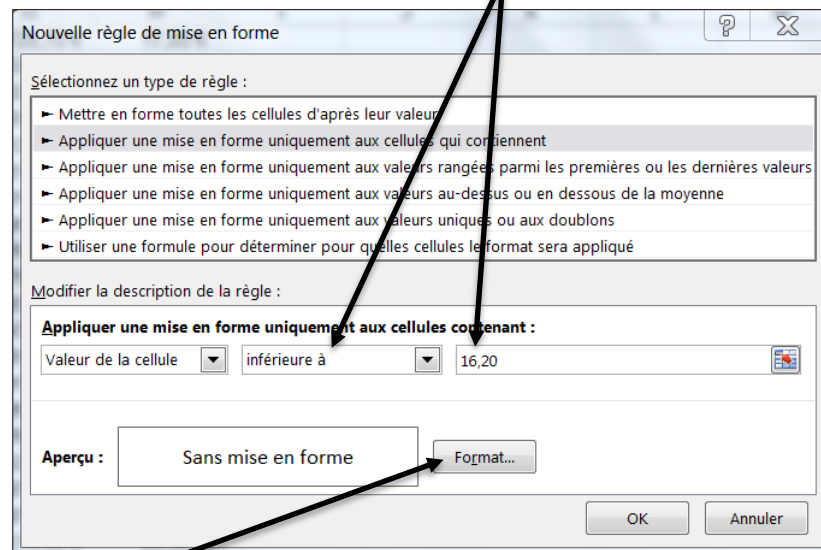 Nouvelle règle de mise en forme
Sélectionnez un type de règle :
► Mettre en forme toutes les cellules d'après leur valeur
► Appliquer une mise en forme uniquement aux cellules qui contiennent
► Appliquer une mise en forme uniquement aux valeurs rangées parmi les premières ou les dernières valeurs
► Appliquer une mise en forme uniquement aux valeurs au-dessus ou en dessous de la moyenne
► Appliquer une mise en forme uniquement aux valeurs uniques ou aux doublons
► Utiliser une formule pour déterminer pour quelles cellules le format sera appliqué
Modifier la description de la règle :
Appliquer une mise en forme uniquement aux cellules contenant :
Valeur de la cellule inférieure à 16,20
Aperçu : Sans mise en forme Format...
OK Annuler